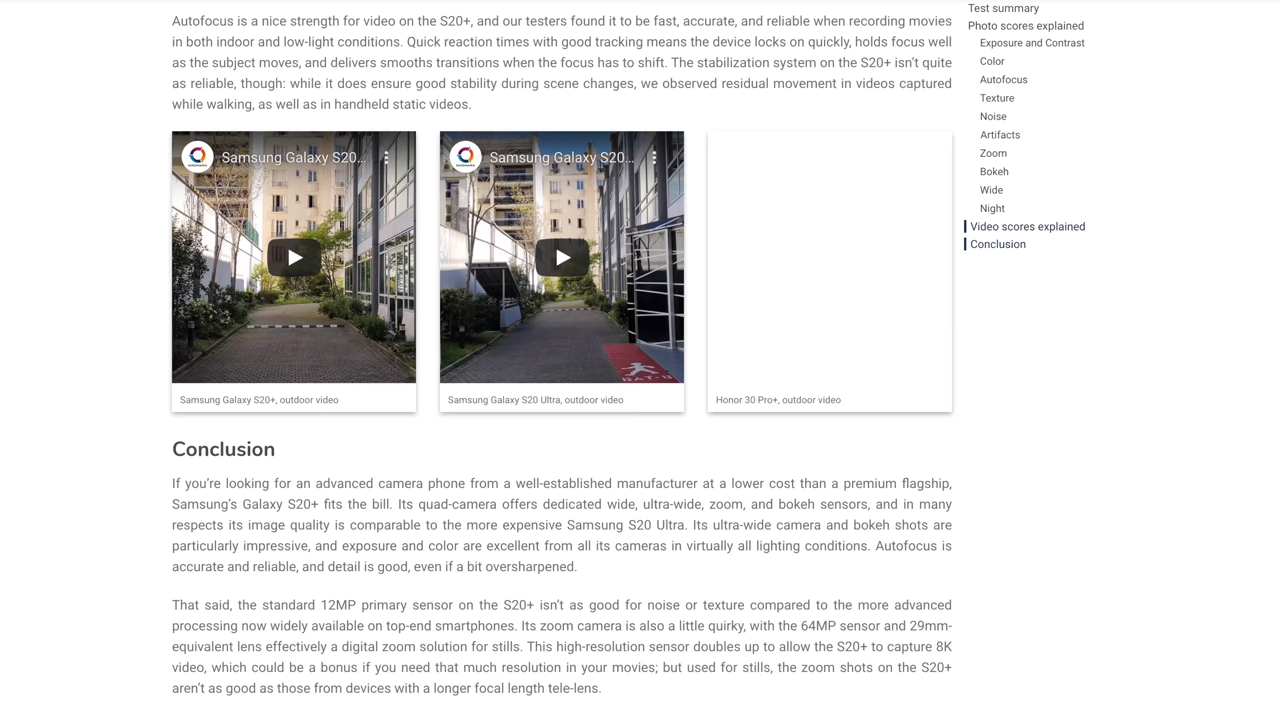 Autofocus is a nice strength for video on the S20+, and our testers found it to be fast, accurate, and reliable when recording movies
in both indoor and low-light conditions. Quick reaction times with good tracking means the device locks on quickly, holds focus well
as the subject moves, and delivers smooths transitions when the focus has to shift. The stabilization system on the S20+ isn’t quite
as reliable, though: while it does ensure good stability during scene changes, we observed residual movement in videos captured
while walking, as well as in handheld static videos.
Samsung Galaxy S20...
Samsung Galaxy S20...
Samsung Galaxy S20+, outdoor video
Samsung Galaxy S20 Ultra, outdoor video
Honor 30 Pro+, outdoor video
Conclusion
If you’re looking for an advanced camera phone from a well-established manufacturer at a lower cost than a premium flagship,
Samsung’s Galaxy S20+ fits the bill. Its quad-camera offers dedicated wide, ultra-wide, zoom, and bokeh sensors, and in many
respects its image quality is comparable to the more expensive Samsung S20 Ultra. Its ultra-wide camera and bokeh shots are
particularly impressive, and exposure and color are excellent from all its cameras in virtually all lighting conditions. Autofocus is
accurate and reliable, and detail is good, even if a bit oversharpened.
That said, the standard 12MP primary sensor on the S20+ isn’t as good for noise or texture compared to the more advanced
processing now widely available on top-end smartphones. Its zoom camera is also a little quirky, with the 64MP sensor and 29mm-
equivalent lens effectively a digital zoom solution for stills. This high-resolution sensor doubles up to allow the S20+ to capture 8K
video, which could be a bonus if you need that much resolution in your movies; but used for stills, the zoom shots on the S20+
aren’t as good as those from devices with a longer focal length tele-lens.
Test summary
Photo scores explained
Exposure and Contrast
Color
Autofocus
Texture
Noise
Artifacts
Zoom
Bokeh
Wide
Night
Video scores explained
Conclusion